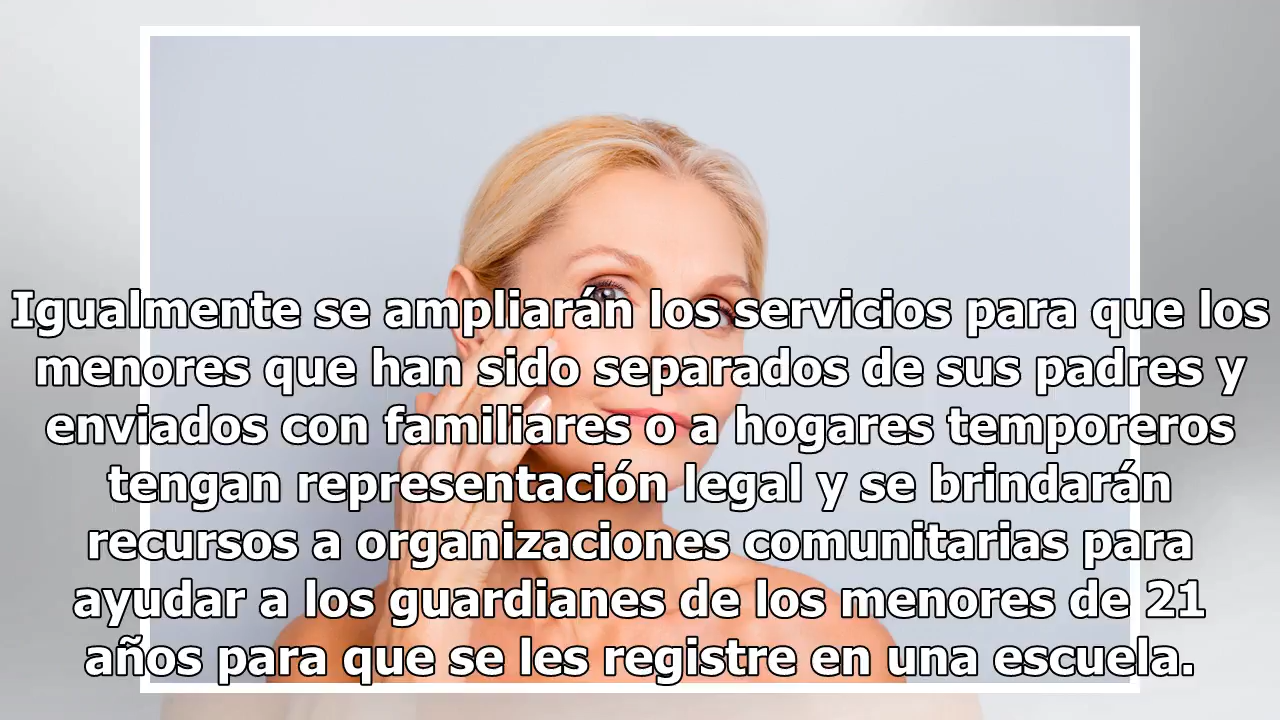 Igualmente se ampliarán los servicios para que los
menores que han sido separados de sus padres y
enviados con familiares o a hogares temporeros
tengan representación legal y se brindarán
recursos a organizaciones comunitarias para
ayudar a los guardianes de los menores de 21
años para que se les registre en una escuela.